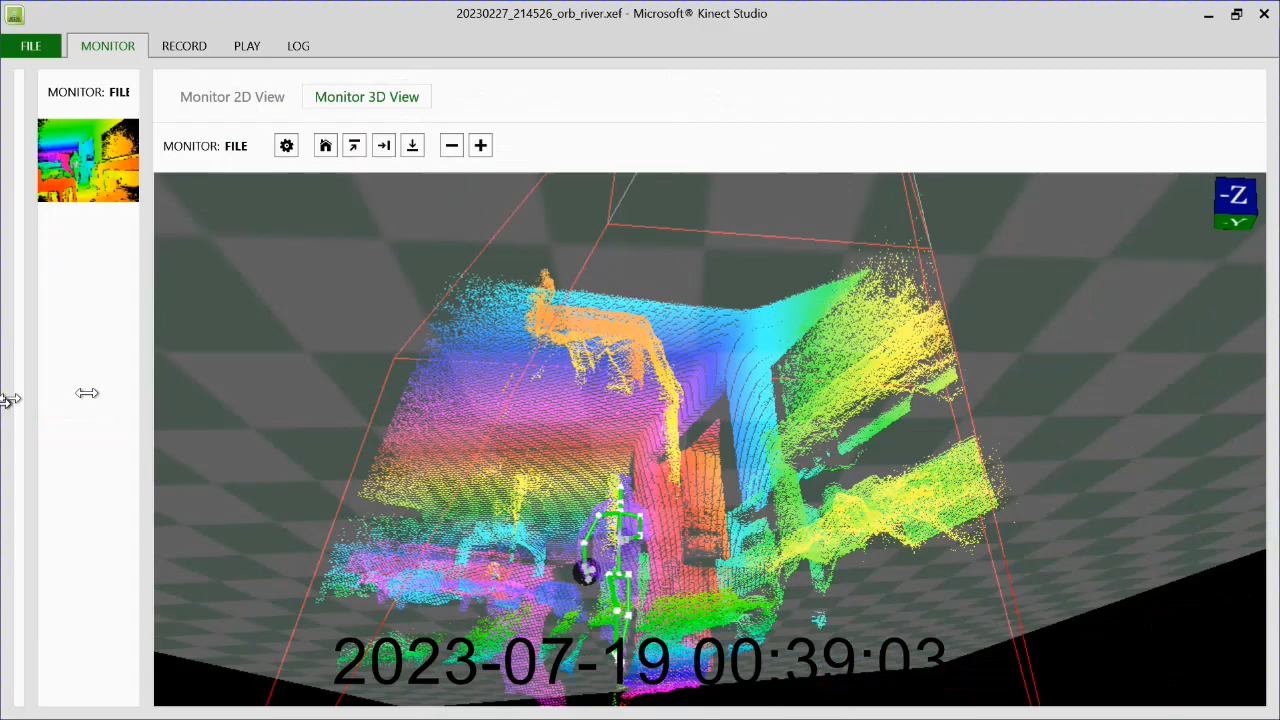 20230227_214526_orb_river.xef - Microsoft® Kinect Studio
FILE MONITOR RECORD PLAY LOG
MONITOR: FILE
Monitor 2D View Monitor 3D View
MONITOR: FILE
-Z
-Y
2023-07-19 00:39:03